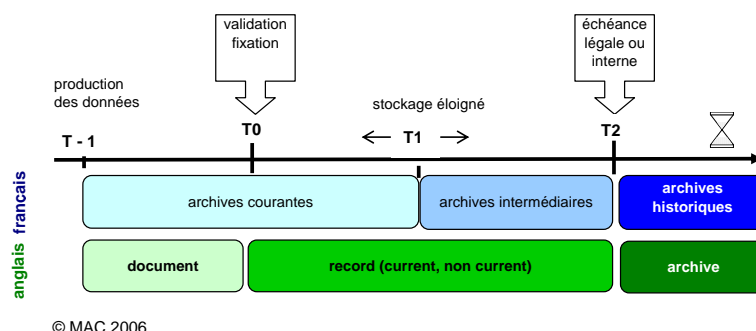 validation
fixation
échéance
légale ou
interne
production
des données
stockage éloigné
T - 1
T0
T1
T2
français
archives courantes
archives intermédiaires
archives
historiques
anglais
document
record (current, non current)
archive
© MAC 2006